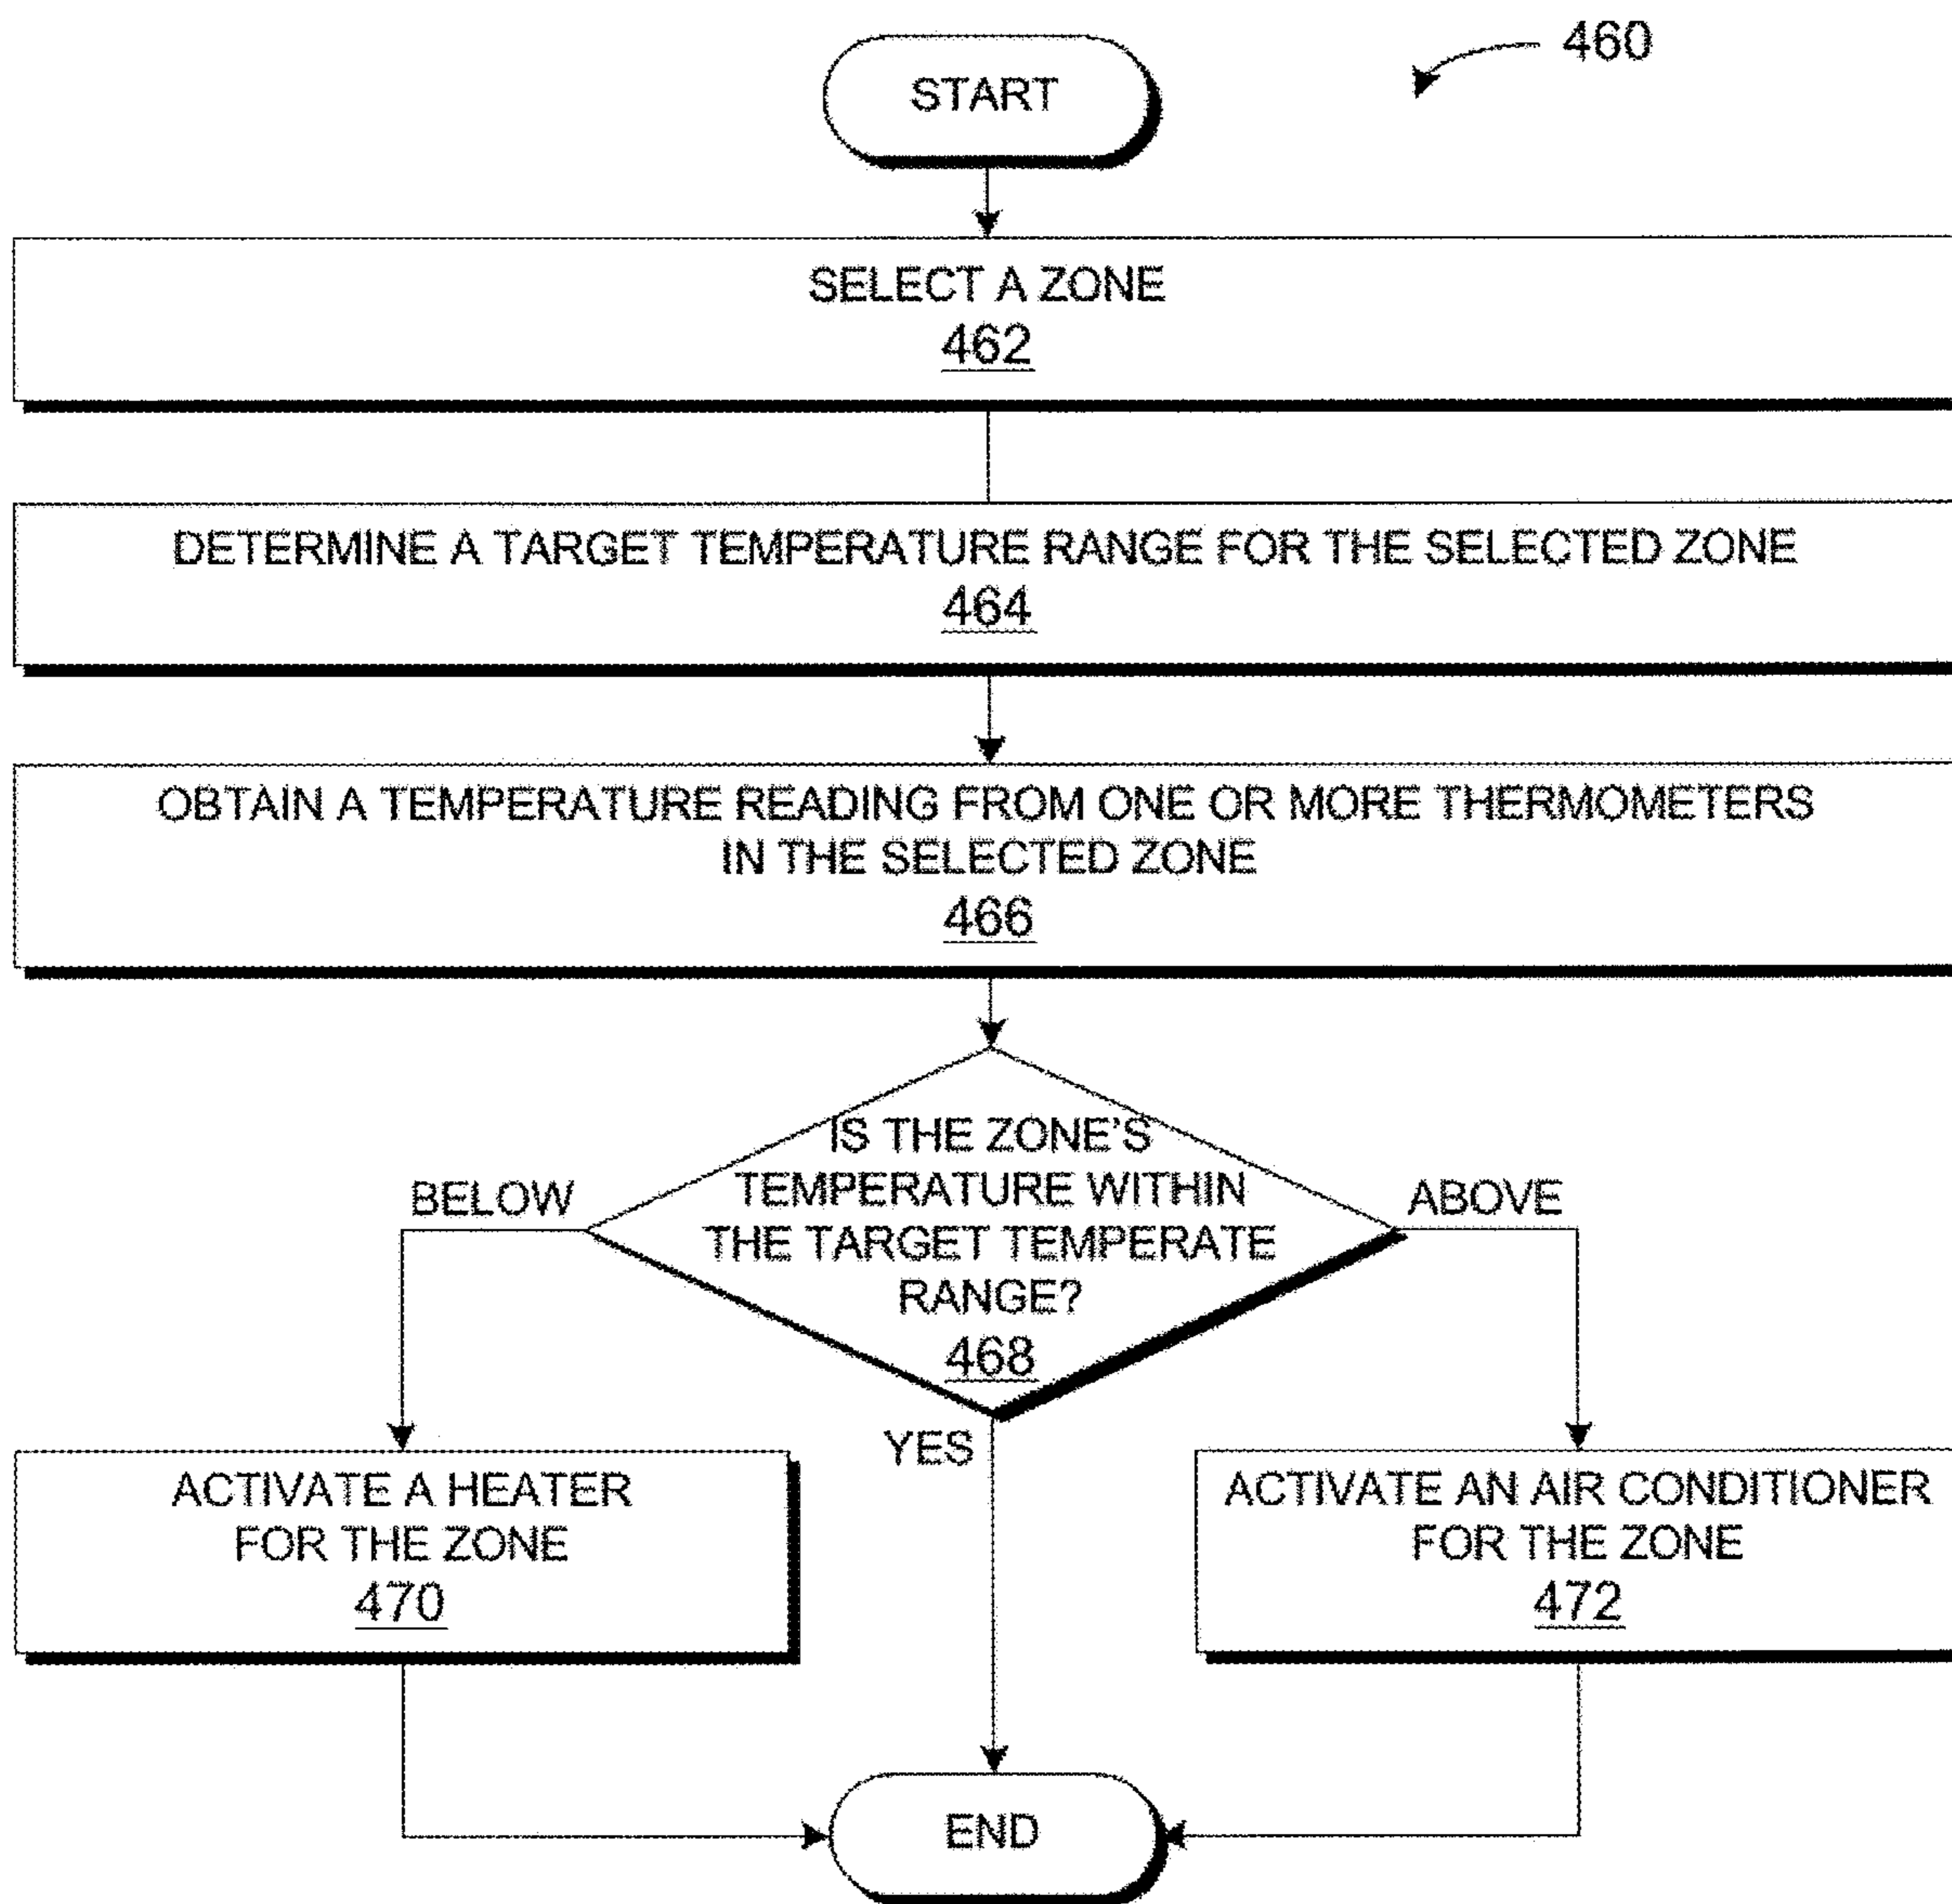 460
START
SELECT A ZONE
462
DETERMINE A TARGET TEMPERATURE RANGE FOR THE SELECTED ZONE
464
OBTAIN A TEMPERATURE READING FROM ONE OR MORE THERMOMETERS
IN THE SELECTED ZONE
466
IS THE ZONE'S
TEMPERATURE WITHIN
THE TARGET TEMPERATE
RANGE?
468
BELOW
ABOVE
YES
ACTIVATE A HEATER
FOR THE ZONE
470
ACTIVATE AN AIR CONDITIONER
FOR THE ZONE
472
END